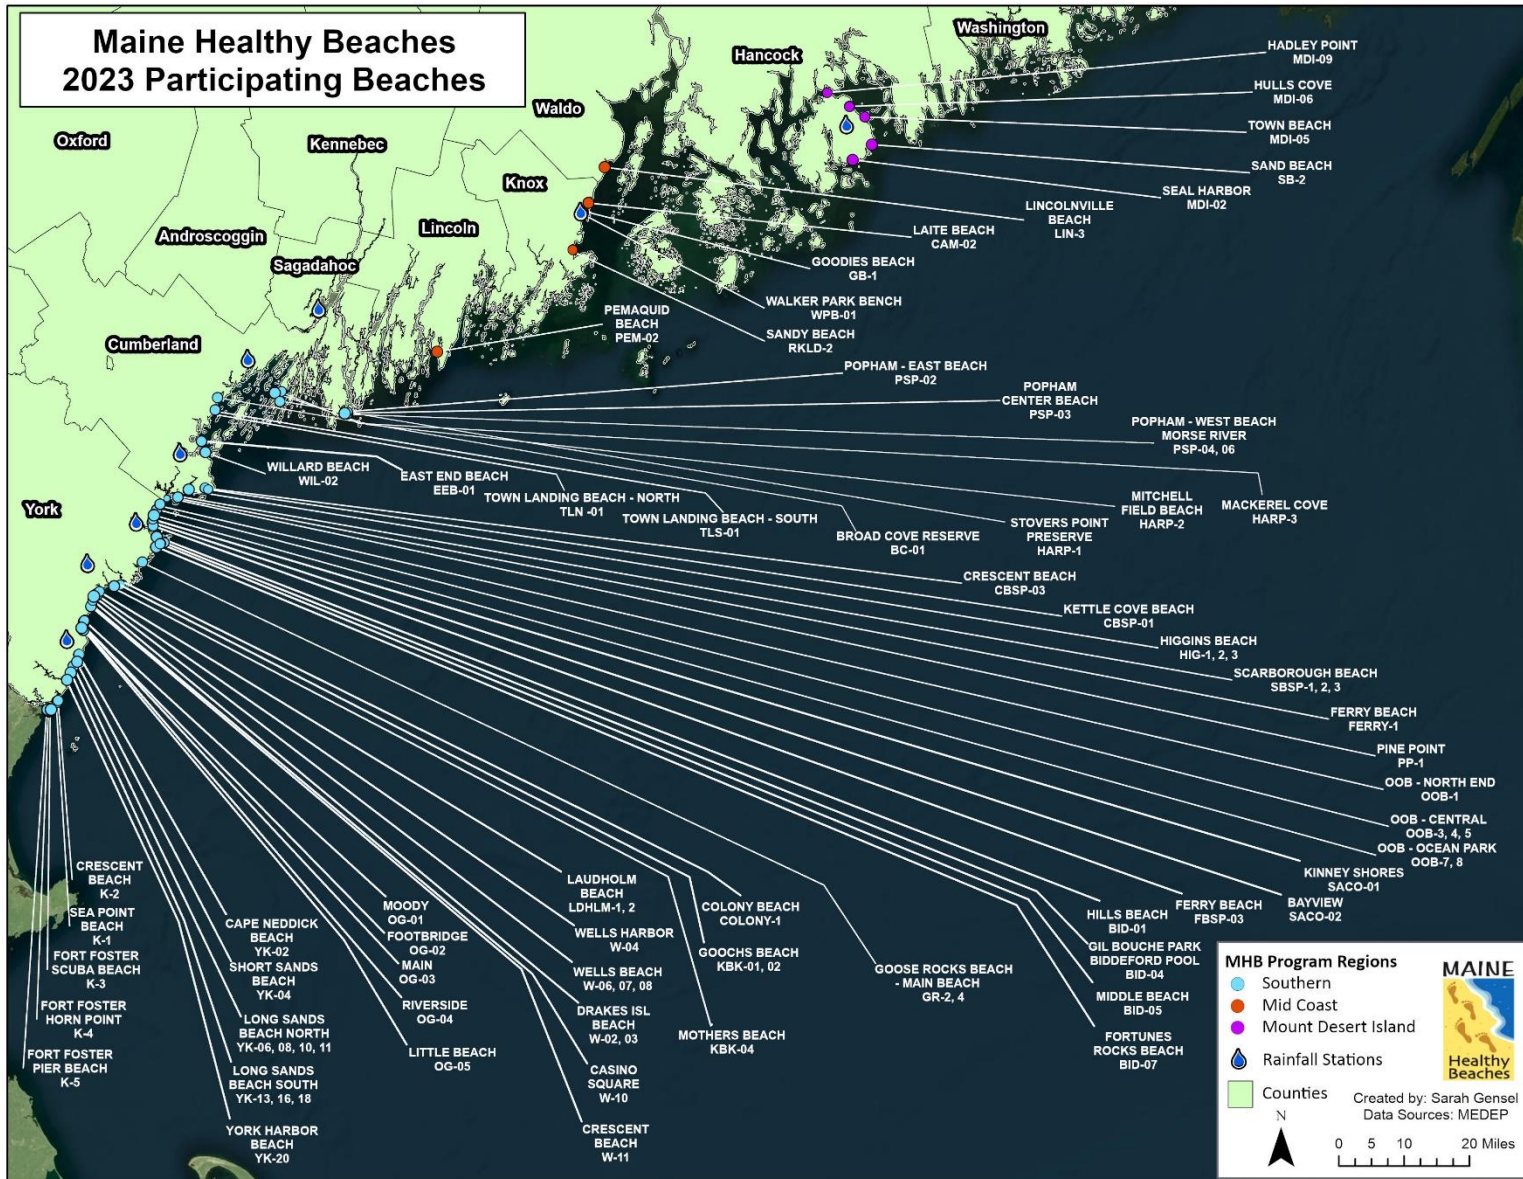 Maine Healthy Beaches
2023 Participating Beaches
Washington
Hancock
Waldo
Oxford
Kennebec
Knox
Lincoln
Androscoggin
Sagadahoc
Cumberland
York
HADLEY POINT
MDI-09
HULLS COVE
MDI-06
TOWN BEACH
MDI-05
SAND BEACH
SB-2
SEAL HARBOR
MDI-02
LINCOLNVILLE
BEACH
LIN-3
LAITE BEACH
CAM-02
GOODIES BEACH
GB-1
WALKER PARK BENCH
WPB-01
SANDY BEACH
RKLD-2
PEMAQUID
BEACH
PEM-02
POPHAM - EAST BEACH
PSP-02
POPHAM
CENTER BEACH
PSP-03
POPHAM - WEST BEACH
MORSE RIVER
PSP-04, 06
MACKEREL COVE
HARP-3
MITCHELL
FIELD BEACH
HARP-2
STOVERS POINT
PRESERVE
HARP-1
BROAD COVE RESERVE
BC-01
TOWN LANDING BEACH - SOUTH
TLS-01
TOWN LANDING BEACH - NORTH
TLN -01
EAST END BEACH
EEB-01
WILLARD BEACH
WIL-02
CRESCENT BEACH
CBSP-03
KETTLE COVE BEACH
CBSP-01
HIGGINS BEACH
HIG-1, 2, 3
SCARBOROUGH BEACH
SBSP-1, 2, 3
FERRY BEACH
FERRY-1
PINE POINT
PP-1
OOB - NORTH END
OOB-1
OOB - CENTRAL
OOB-3, 4, 5
OOB - OCEAN PARK
OOB-7, 8
KINNEY SHORES
SACO-01
BAYVIEW
SACO-02
FERRY BEACH
FBSP-03
HILLS BEACH
BID-01
GIL BOUCHE PARK
BIDDEFORD POOL
BID-04
MIDDLE BEACH
BID-05
FORTUNES
ROCKS BEACH
BID-07
GOOSE ROCKS BEACH
- MAIN BEACH
GR-2, 4
COLONY BEACH
COLONY-1
GOOCHS BEACH
KBK-01, 02
MOTHERS BEACH
KBK-04
LAUDHOLM
BEACH
LDHLM-1, 2
WELLS HARBOR
W-04
WELLS BEACH
W-06, 07, 08
DRAKES ISL
BEACH
W-02, 03
CASINO
SQUARE
W-10
CRESCENT
BEACH
W-11
MOODY
OG-01
FOOTBRIDGE
OG-02
MAIN
OG-03
RIVERSIDE
OG-04
LITTLE BEACH
OG-05
CAPE NEDDICK
BEACH
YK-02
SHORT SANDS
BEACH
YK-04
LONG SANDS
BEACH NORTH
YK-06, 08, 10, 11
LONG SANDS
BEACH SOUTH
YK-13, 16, 18
YORK HARBOR
BEACH
YK-20
CRESCENT
BEACH
K-2
SEA POINT
BEACH
K-1
FORT FOSTER
SCUBA BEACH
K-3
FORT FOSTER
HORN POINT
K-4
FORT FOSTER
PIER BEACH
K-5
MHB Program Regions
Southern
Mid Coast
Mount Desert Island
Rainfall Stations
Counties
MAINE
Healthy
Beaches
Created by: Sarah Gensel
Data Sources: MEDEP
N
0 5 10 20 Miles